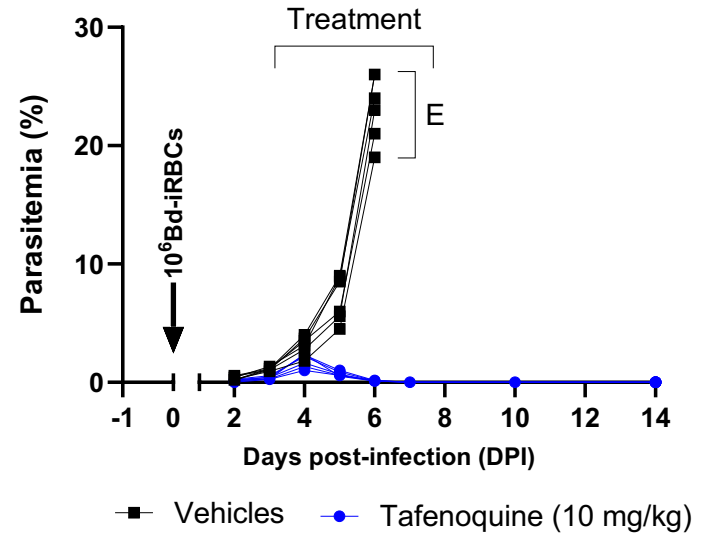 Treatment
30
20
10
0
Parasitemia (%)
10⁶Bd-iRBCs
E
-1 0 2 4 6 8 10 12 14
Days post-infection (DPI)
Vehicles Tafenoquine (10 mg/kg)